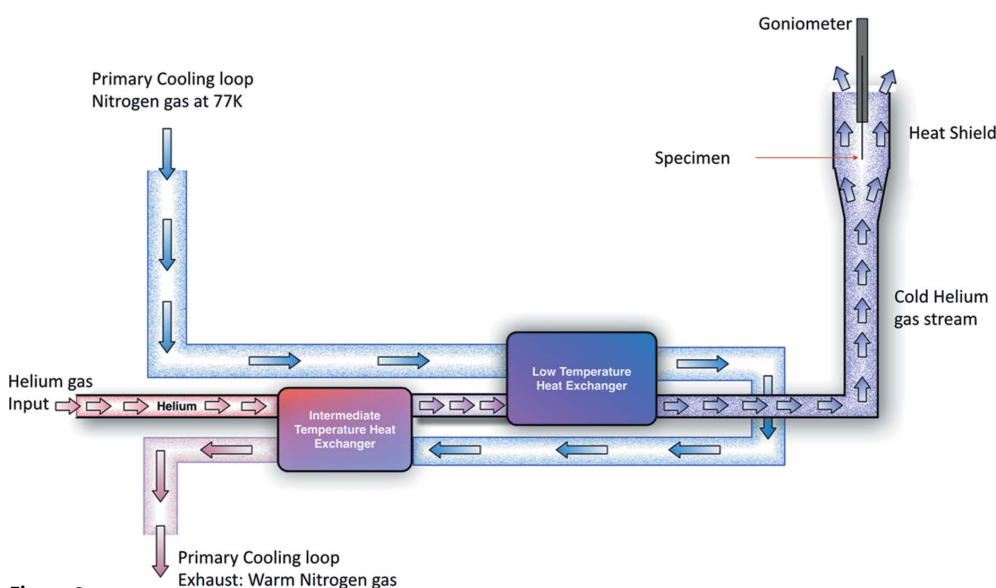 Goniometer
Primary Cooling loop
Nitrogen gas at 77K
Heat Shield
Specimen
Cold Helium
gas stream
Low Temperature
Heat Exchanger
Helium gas
Input
Helium
Intermediate
Temperature Heat
Exchanger
Primary Cooling loop
Exhaust: Warm Nitrogen gas